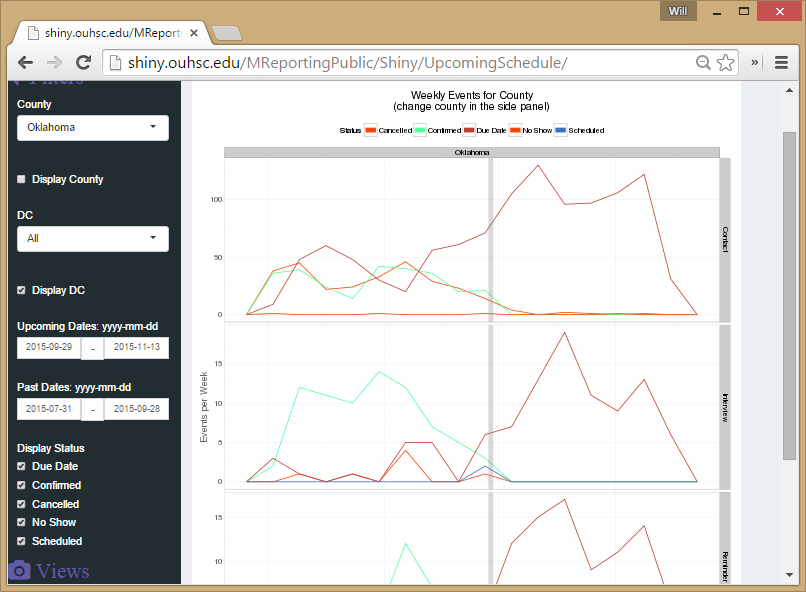 Will
shiny.ouhsc.edu/MReport
shiny.ouhsc.edu/MReportingPublic/Shiny/UpcomingSchedule/
Filters
County
Oklahoma
Display County
DC
All
Display DC
Upcoming Dates: yyyy-mm-dd
2015-09-29 - 2015-11-13
Past Dates: yyyy-mm-dd
2015-07-31 - 2015-09-28
Display Status
Due Date
Confirmed
Cancelled
No Show
Scheduled
Views
Weekly Events for County
(change county in the side panel)
Status Cancelled Confirmed Due Date No Show Scheduled
Oklahoma
Events per Week
100
50
0
Contact
15
10
5
0
Interview
15
10
Reminder